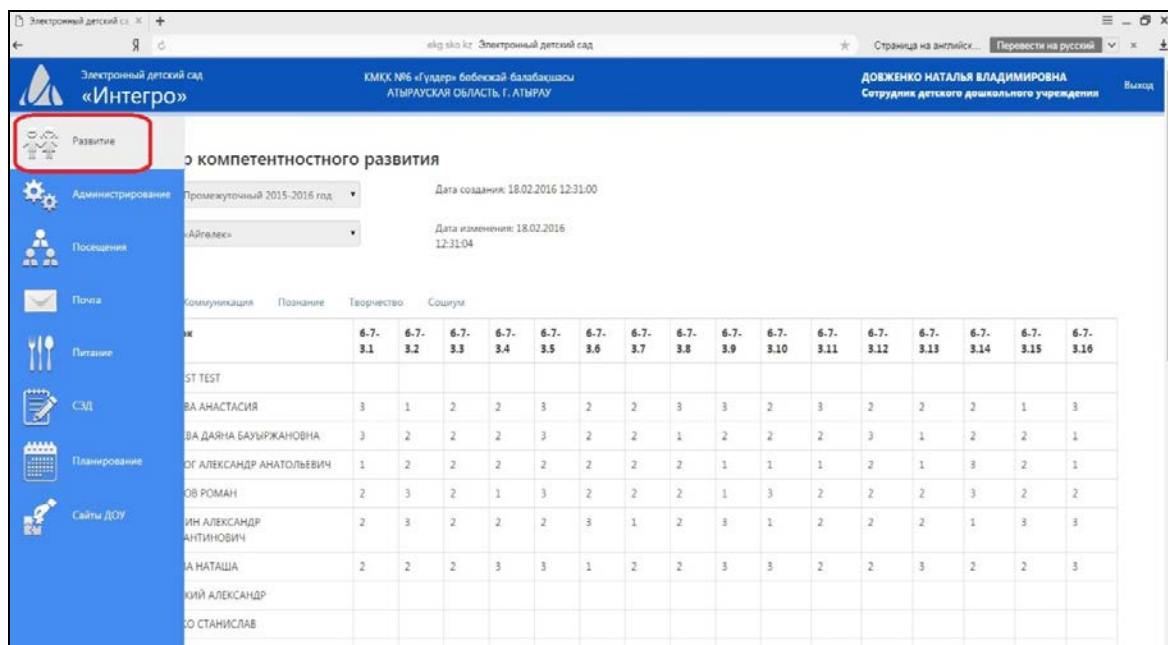 Электронный детский са
Я
ekg.sko.kz Электронный детский сад
Страница на английск... Перевести на русский
Электронный детский сад
«Интегро»
КМҚК №6 «Гүлдер» бөбекжай-балабақшасы
АТЫРАУСКАЯ ОБЛАСТЬ, Г. АТЫРАУ
ДОВЖЕНКО НАТАЛЬЯ ВЛАДИМИРОВНА
Сотрудник детского дошкольного учреждения
Выход
Развитие
Администрирование
Посещения
Почта
Питание
СЭД
Планирование
Сайты ДОУ
р компетентностного развития
Промежуточный 2015-2016 год
Дата создания: 18.02.2016 12:31:00
«Айгөлек»
Дата изменения: 18.02.2016
12:31:04
Коммуникация Познание Творчество Социум
ок 6-7-3.1 6-7-3.2 6-7-3.3 6-7-3.4 6-7-3.5 6-7-3.6 6-7-3.7 6-7-3.8 6-7-3.9 6-7-3.10 6-7-3.11 6-7-3.12 6-7-3.13 6-7-3.14 6-7-3.15 6-7-3.16
ST TEST
ВА АНАСТАСИЯ 3 1 2 2 3 2 2 3 3 2 3 2 2 2 1 3
ЕВА ДАЯНА БАУЫРЖАНОВНА 3 2 2 2 3 2 2 1 2 2 2 3 1 2 2 1
ОГ АЛЕКСАНДР АНАТОЛЬЕВИЧ 1 2 2 2 2 2 2 2 1 1 1 2 1 3 2 1
ОВ РОМАН 2 3 2 1 3 2 2 2 1 3 2 2 2 3 2 2
ИН АЛЕКСАНДР
АНТИНОВИЧ 2 3 2 2 2 3 1 2 3 1 2 2 2 1 3 3
НА НАТАША 2 2 2 3 3 1 2 2 3 3 2 2 3 2 2 3
КИЙ АЛЕКСАНДР
КО СТАНИСЛАВ